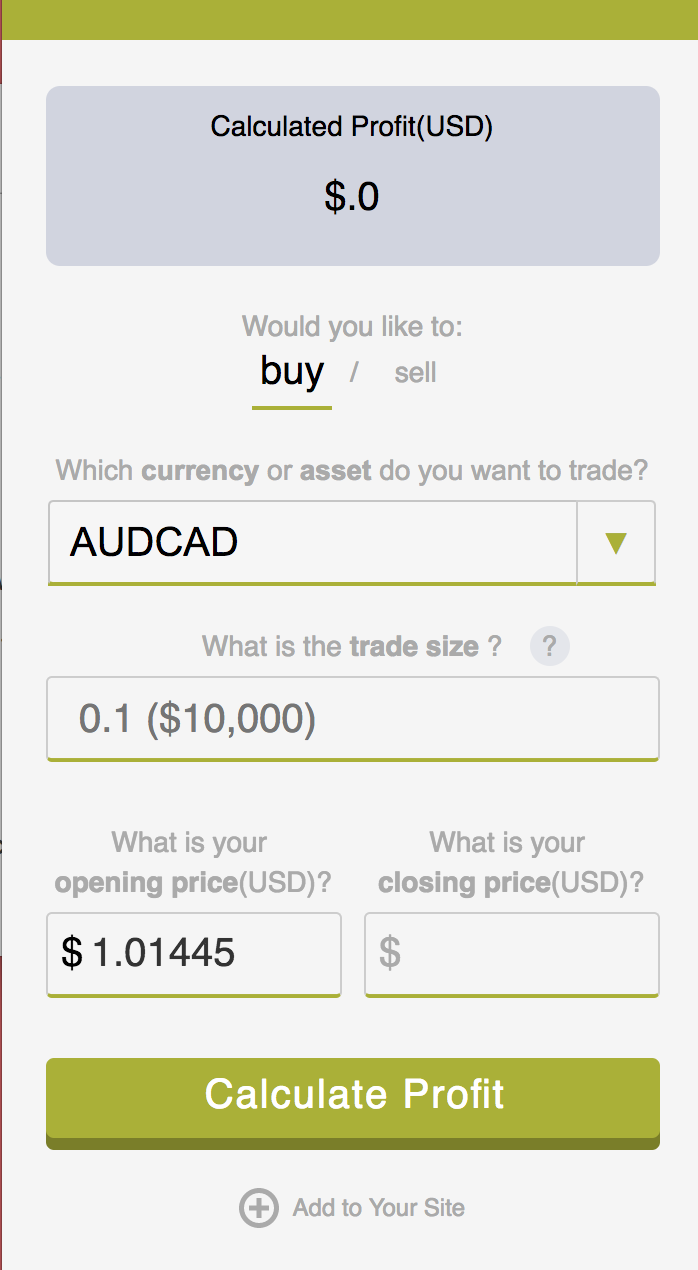 Calculated Profit(USD)
$.0
Would you like to:
buy / sell
Which currency or asset do you want to trade?
AUDCAD ▼
What is the trade size ? ?
0.1 ($10,000)
What is your
opening price(USD)?
$ 1.01445
What is your
closing price(USD)?
$
Calculate Profit
Add to Your Site